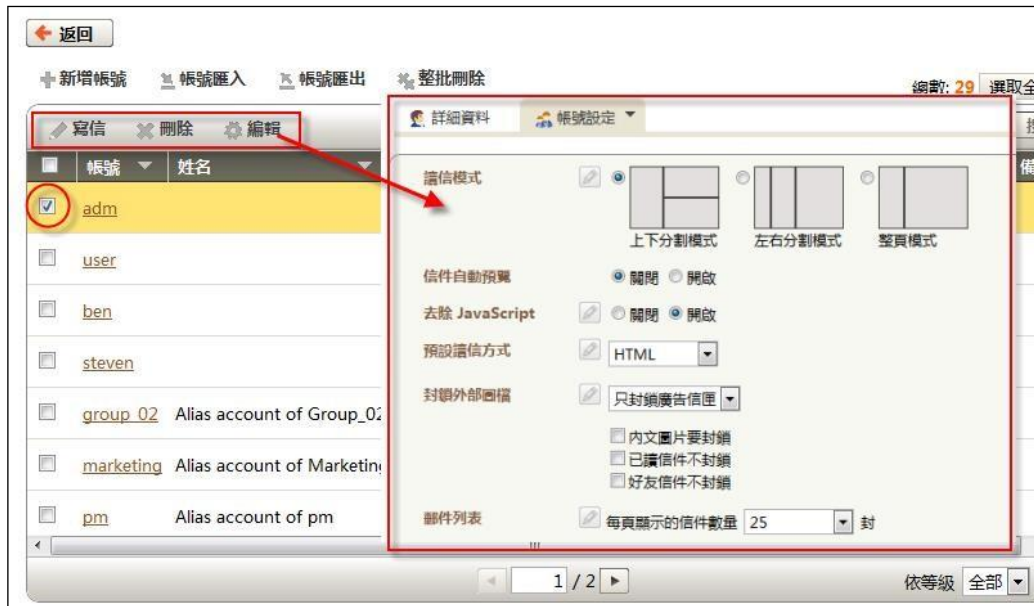 返回
新增帳號 帳號匯入 帳號匯出 整批刪除
總數: 29 選取全
寫信 刪除 編輯
詳細資料 帳號設定
帳號 姓名 備
adm
user
ben
steven
group_02 Alias account of Group_02
marketing Alias account of Marketing
pm Alias account of pm
讀信模式
上下分割模式 左右分割模式 整頁模式
信件自動預覽 關閉 開啟
去除 JavaScript 關閉 開啟
預設讀信方式 HTML
封鎖外部圖檔 只封鎖廣告信匣
內文圖片要封鎖
已讀信件不封鎖
好友信件不封鎖
郵件列表 每頁顯示的信件數量 25 封
1 / 2 依等級 全部